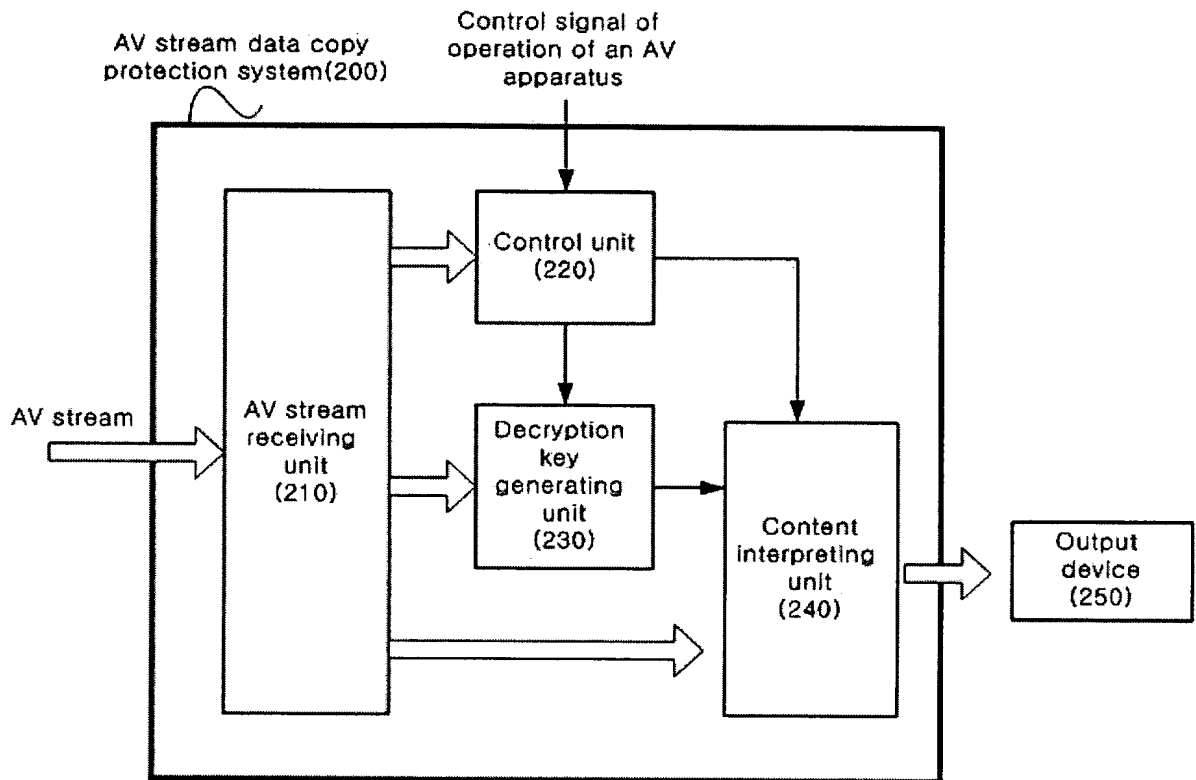 AV stream data copy
protection system(200)
Control signal of
operation of an AV
apparatus
AV stream
AV stream
receiving
unit
(210)
Control unit
(220)
Decryption
key
generating
unit
(230)
Content
interpreting
unit
(240)
Output
device
(250)